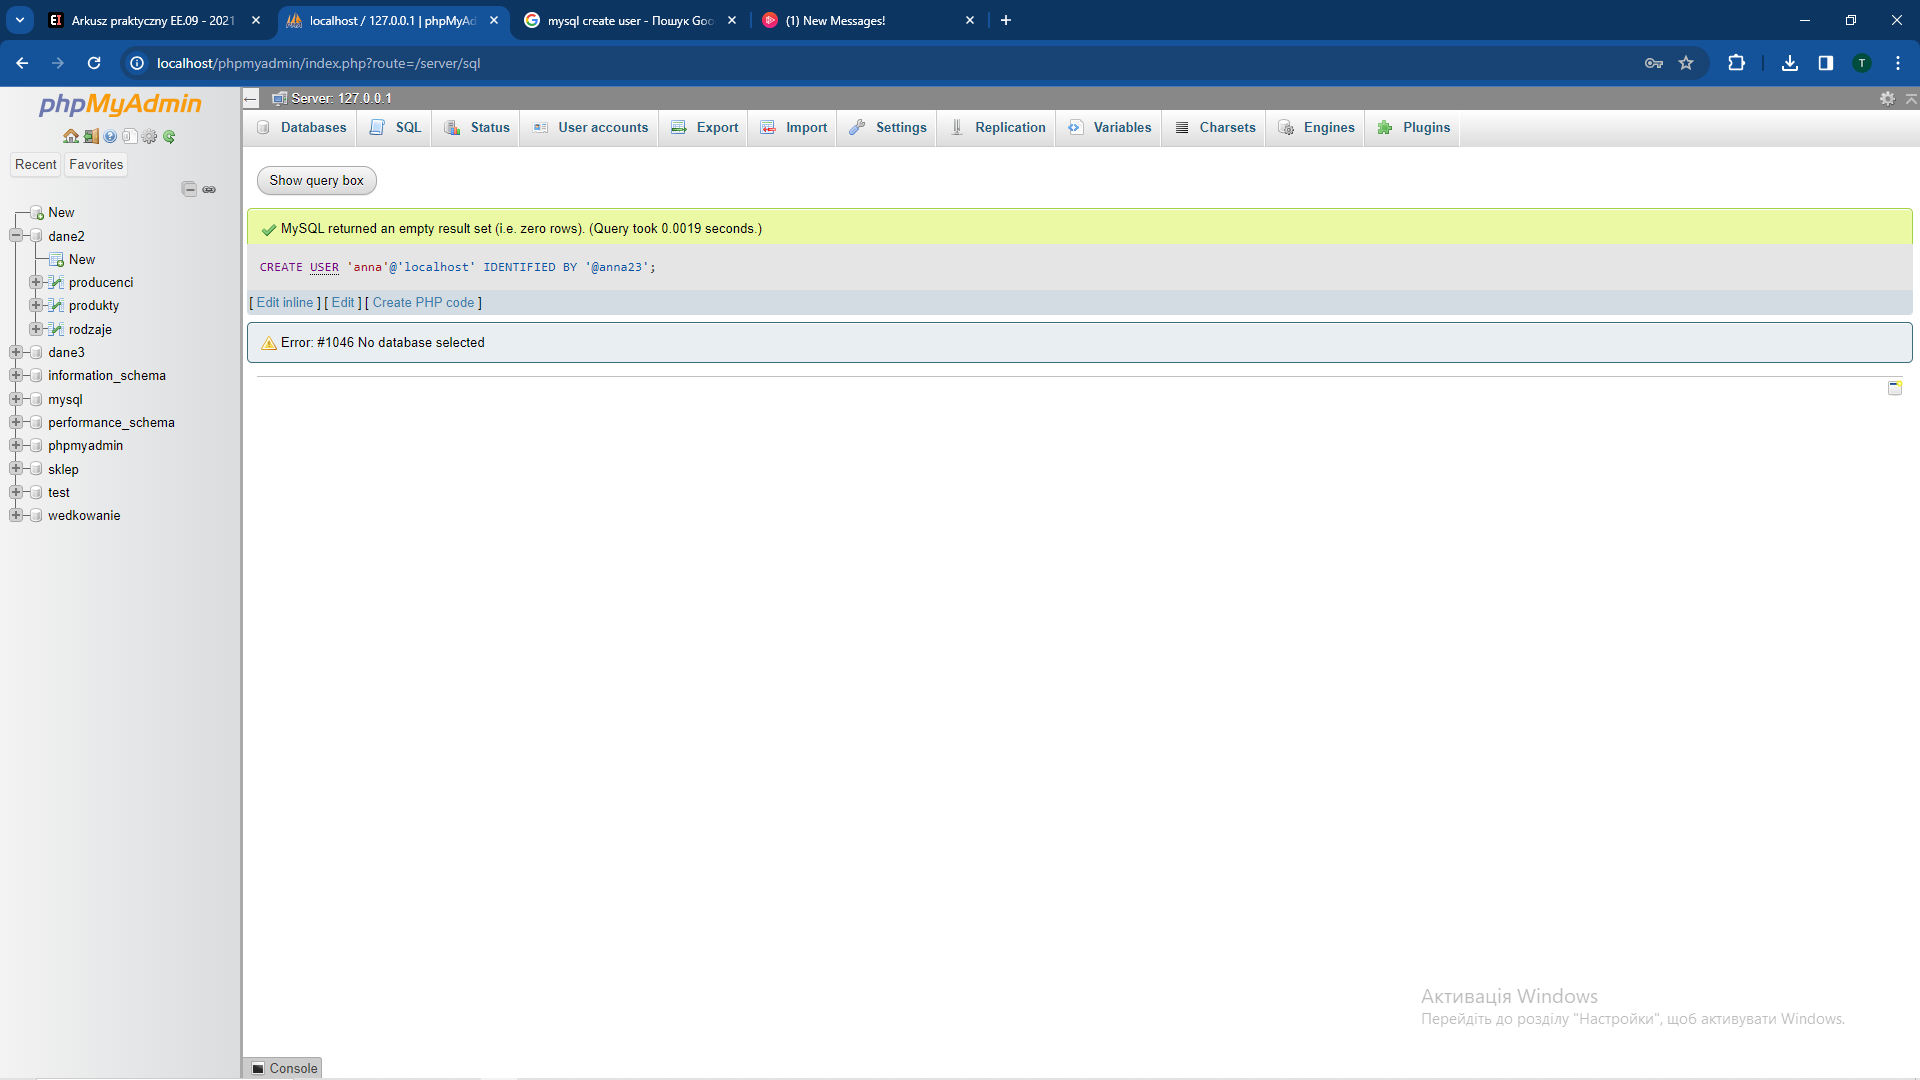 Arkusz praktyczny EE.09 - 2021
localhost / 127.0.0.1 | phpMyAd
mysql create user - Пошук Goo
(1) New Messages!
localhost/phpmyadmin/index.php?route=/server/sql
T
phpMyAdmin
Recent
Favorites
New
dane2
New
producenci
produkty
rodzaje
dane3
information_schema
mysql
performance_schema
phpmyadmin
sklep
test
wedkowanie
Server: 127.0.0.1
Databases
SQL
Status
User accounts
Export
Import
Settings
Replication
Variables
Charsets
Engines
Plugins
Show query box
MySQL returned an empty result set (i.e. zero rows). (Query took 0.0019 seconds.)
CREATE USER 'anna'@'localhost' IDENTIFIED BY '@anna23';
[ Edit inline ] [ Edit ] [ Create PHP code ]
Error: #1046 No database selected
Активація Windows
Перейдіть до розділу "Настройки", щоб активувати Windows.
Console